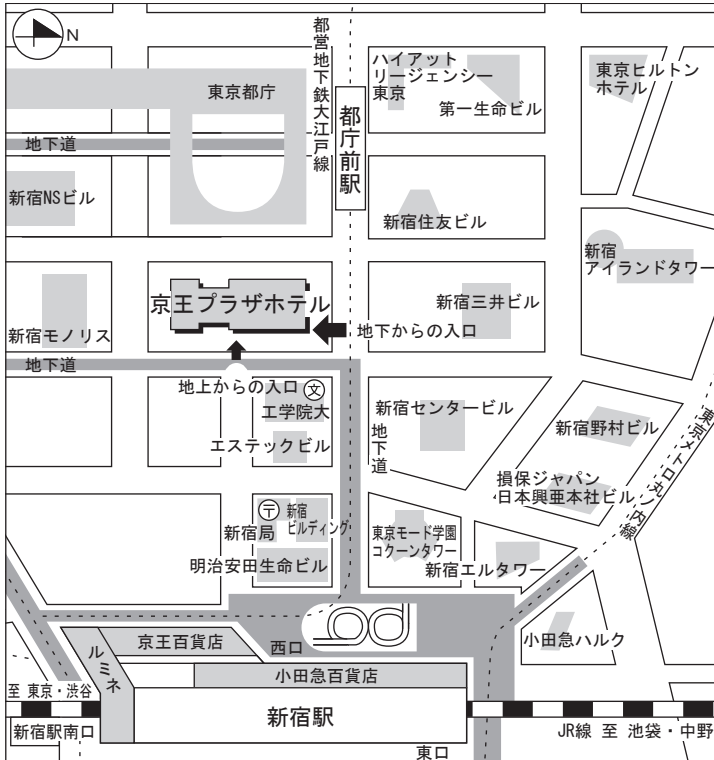 N
都営地下鉄大江戸線
都庁前駅
ハイアット
リージェンシー
東京
第一生命ビル
東京ヒルトン
ホテル
東京都庁
地下道
新宿NSビル
新宿住友ビル
新宿
アイランドタワー
京王プラザホテル
新宿三井ビル
新宿モノリス
地下からの入口
地下道
地上からの入口
文
工学院大
エステックビル
新宿センタービル
地下道
新宿野村ビル
東京メトロ丸ノ内線
損保ジャパン
日本興亜本社ビル
〒
新宿局
新宿
ビルディング
東京モード学園
コクーンタワー
新宿エルタワー
明治安田生命ビル
小田急ハルク
京王百貨店
西口
ルミネ
小田急百貨店
至 東京・渋谷
新宿駅
新宿駅南口
JR線 至 池袋・中野
東口